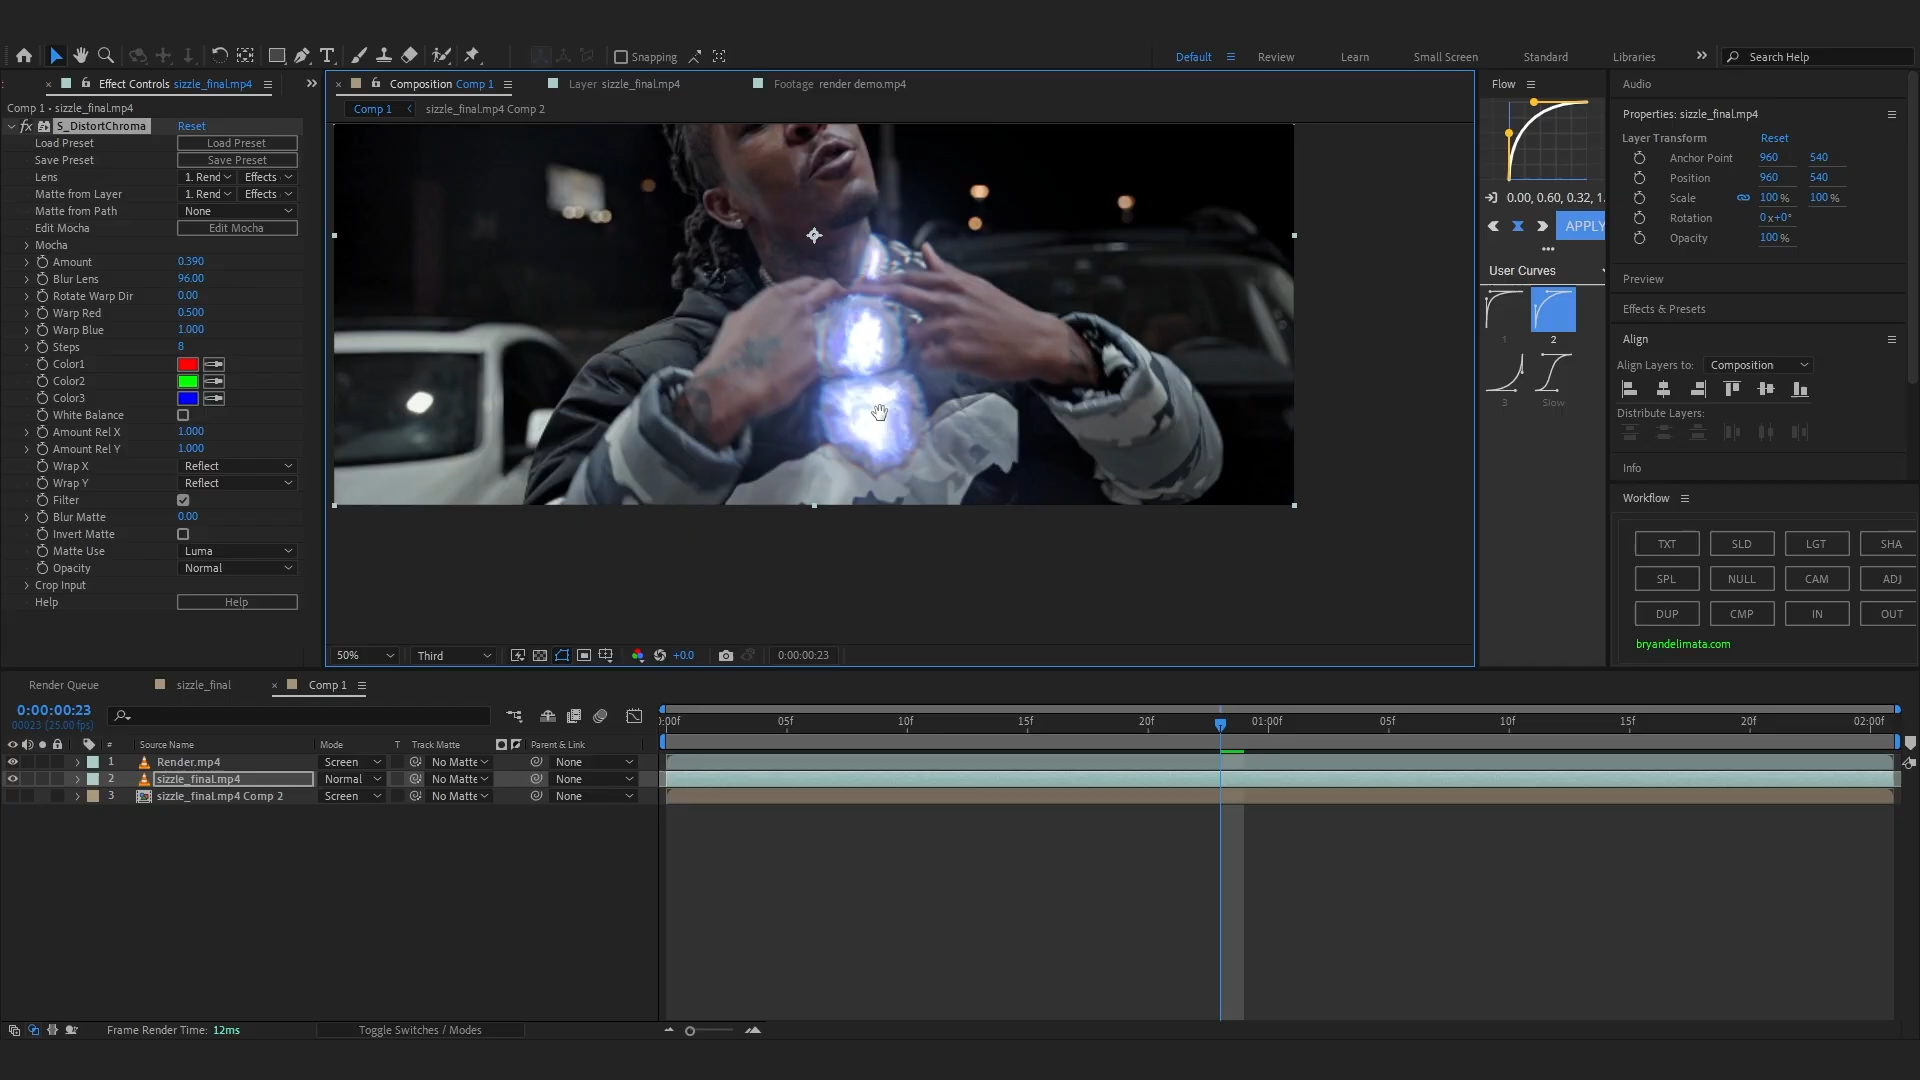 Snapping
Default
Review
Learn
Small Screen
Standard
Libraries
Search Help
Effect Controls sizzle_final.mp4
Composition Comp 1
Layer sizzle_final.mp4
Footage render demo.mp4
Flow
Audio
Comp 1 • sizzle_final.mp4
Comp 1
sizzle_final.mp4 Comp 2
Properties: sizzle_final.mp4
fx S_DistortChroma Reset
Load Preset Load Preset
Save Preset Save Preset
Lens 1. Rend Effects
Matte from Layer 1. Rend Effects
Matte from Path None
Edit Mocha Edit Mocha
Mocha
Amount 0.390
Blur Lens 96.00
Rotate Warp Dir 0.00
Warp Red 0.500
Warp Blue 1.000
Steps 8
Color1
Color2
Color3
White Balance
Amount Rel X 1.000
Amount Rel Y 1.000
Wrap X Reflect
Wrap Y Reflect
Filter
Blur Matte 0.00
Invert Matte
Matte Use Luma
Opacity Normal
Crop Input
Help Help
50%
Third
+0.0
0:00:00:23
0.00, 0.60, 0.32, 1.
APPLY
User Curves
1 2
3 Slow
Layer Transform Reset
Anchor Point 960 540
Position 960 540
Scale 100 % 100 %
Rotation 0x+0°
Opacity 100 %
Preview
Effects & Presets
Align
Align Layers to: Composition
Distribute Layers:
Info
Workflow
TXT SLD LGT SHA
SPL NULL CAM ADJ
DUP CMP IN OUT
bryandelimata.com
Render Queue
sizzle_final
Comp 1
0:00:00:23
00023 (25.00 fps)
:00f 05f 10f 15f 20f 01:00f 05f 10f 15f 20f 02:00f
# Source Name Mode T Track Matte Parent & Link
1 Render.mp4 Screen No Matte None
2 sizzle_final.mp4 Normal No Matte None
3 sizzle_final.mp4 Comp 2 Screen No Matte None
Frame Render Time: 12ms
Toggle Switches / Modes